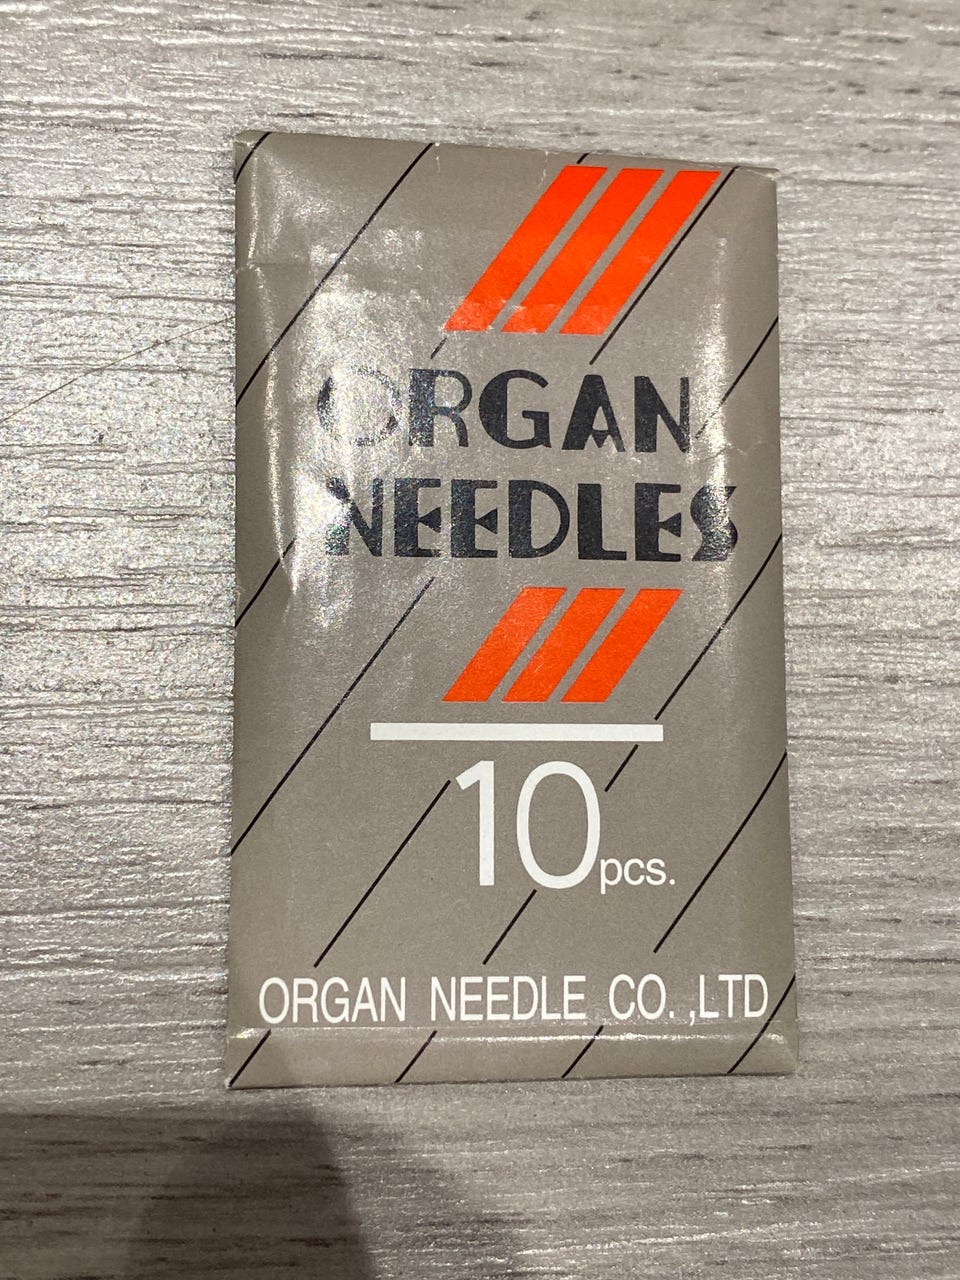 ORGAN
NEEDLES
10pcs.
ORGAN NEEDLE CO.,LTD